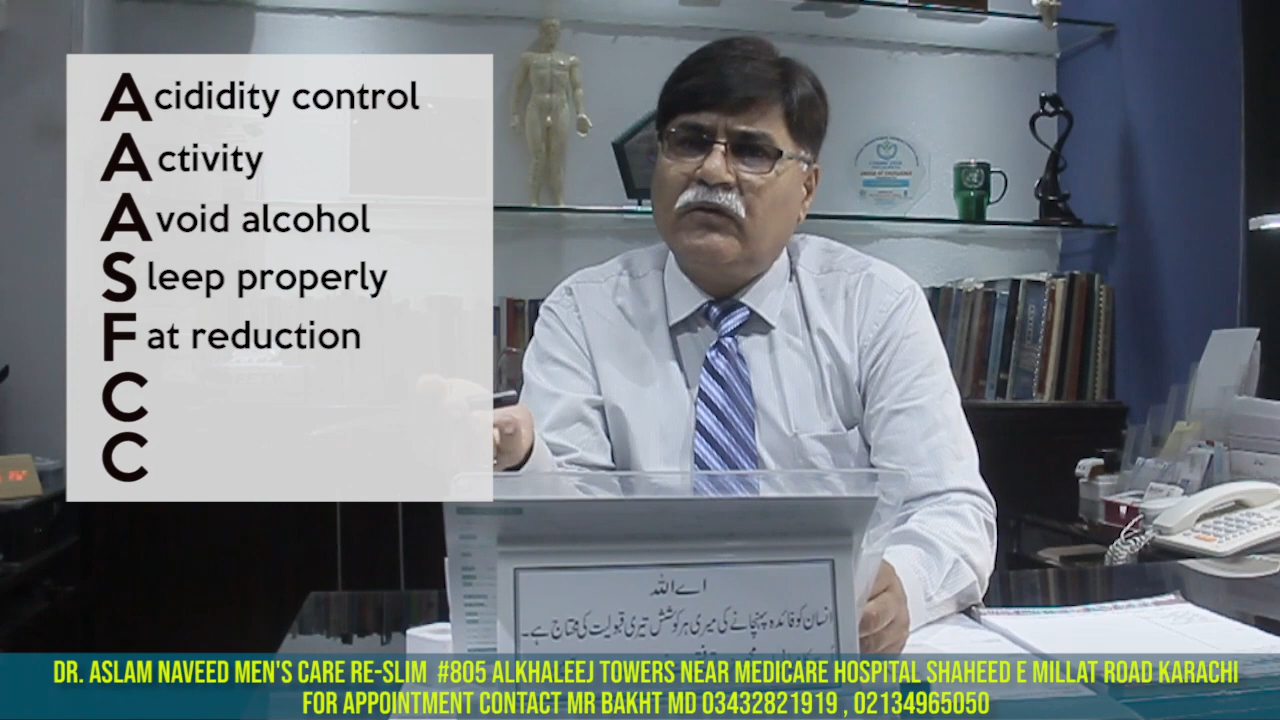 Acididity control
Activity
Avoid alcohol
Sleep properly
Fat reduction
C
C
اے اللہ
انسان کو فائدہ پہنچانے کی میری ہر کوشش تیری قبولیت کی محتاج ہے۔
DR. ASLAM NAVEED MEN'S CARE RE-SLIM #805 ALKHALEEJ TOWERS NEAR MEDICARE HOSPITAL SHAHEED E MILLAT ROAD KARACHI
FOR APPOINTMENT CONTACT MR BAKHT MD 03432821919 , 02134965050